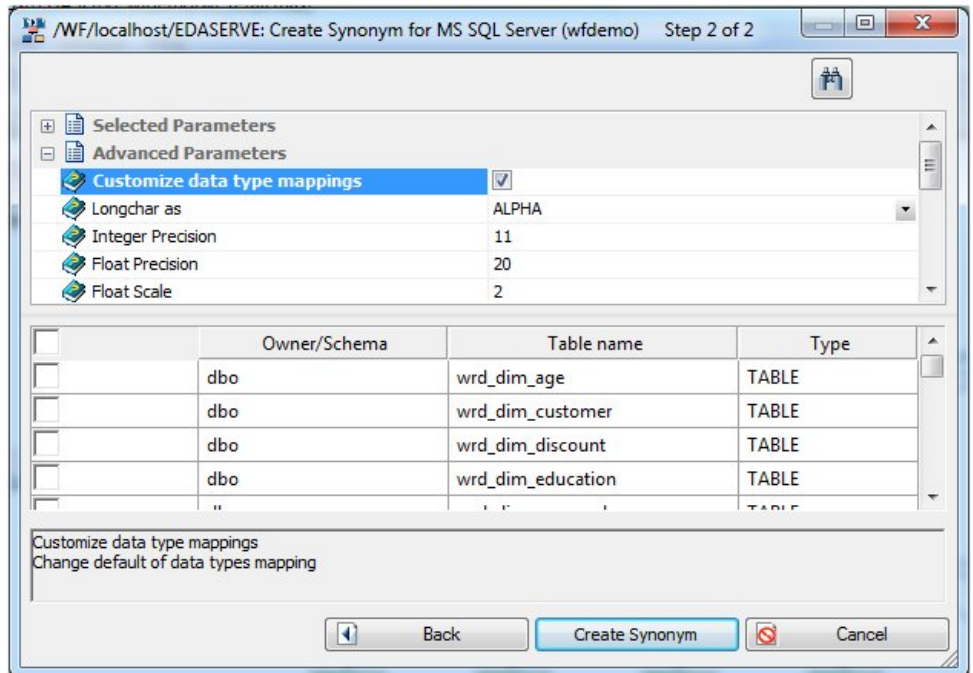 /WF/localhost/EDASERVE: Create Synonym for MS SQL Server (wfdemo) Step 2 of 2
Selected Parameters
Advanced Parameters
Customize data type mappings
Longchar as ALPHA
Integer Precision 11
Float Precision 20
Float Scale 2
Owner/Schema Table name Type
dbo wrd_dim_age TABLE
dbo wrd_dim_customer TABLE
dbo wrd_dim_discount TABLE
dbo wrd_dim_education TABLE
Customize data type mappings
Change default of data types mapping
Back Create Synonym Cancel